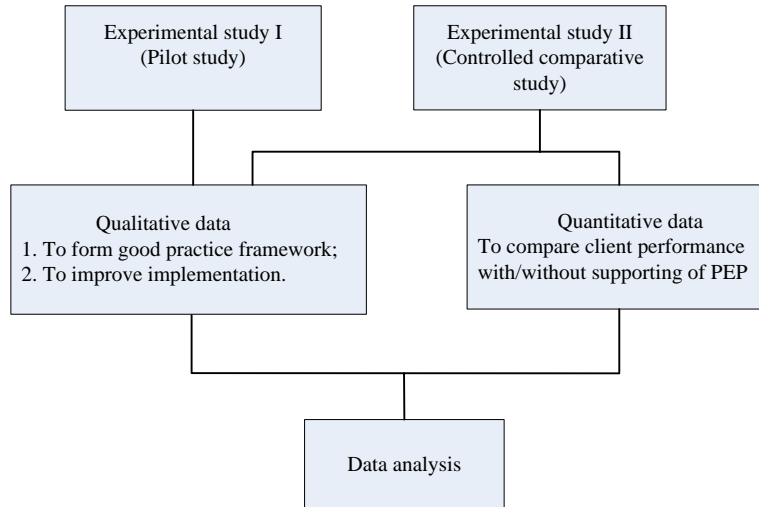 Experimental study I
(Pilot study)
Experimental study II
(Controlled comparative
study)
Qualitative data
1. To form good practice framework;
2. To improve implementation.
Quantitative data
To compare client performance
with/without supporting of PEP
Data analysis